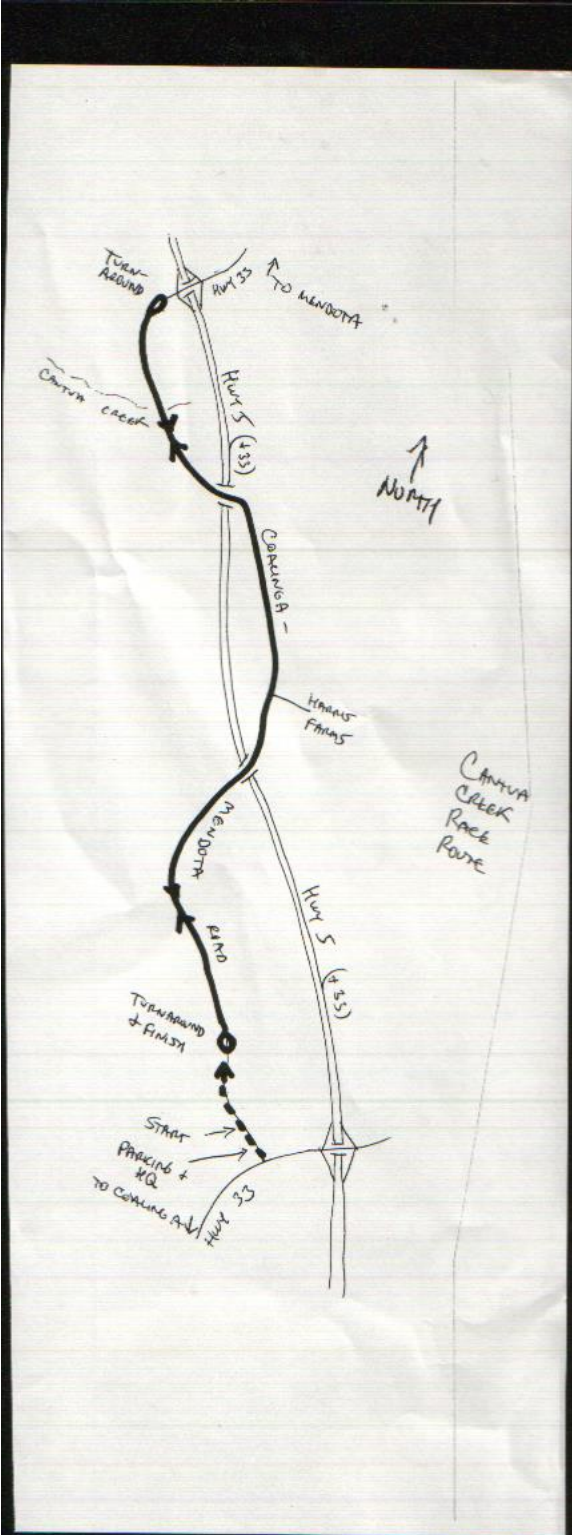 TURN-
AROUND
HWY 33
↑ TO MENDOTA
CANTUA CREEK
HWY 5 (+33)
NORTH
COALINGA -
HARRIS
FARMS
CANTUA
CREEK
RACE
ROUTE
MENDOTA
ROAD
HWY 5 (+33)
TURNAROUND
+ FINISH
START →
PARKING +
HQ
TO COALINGA
HWY 33